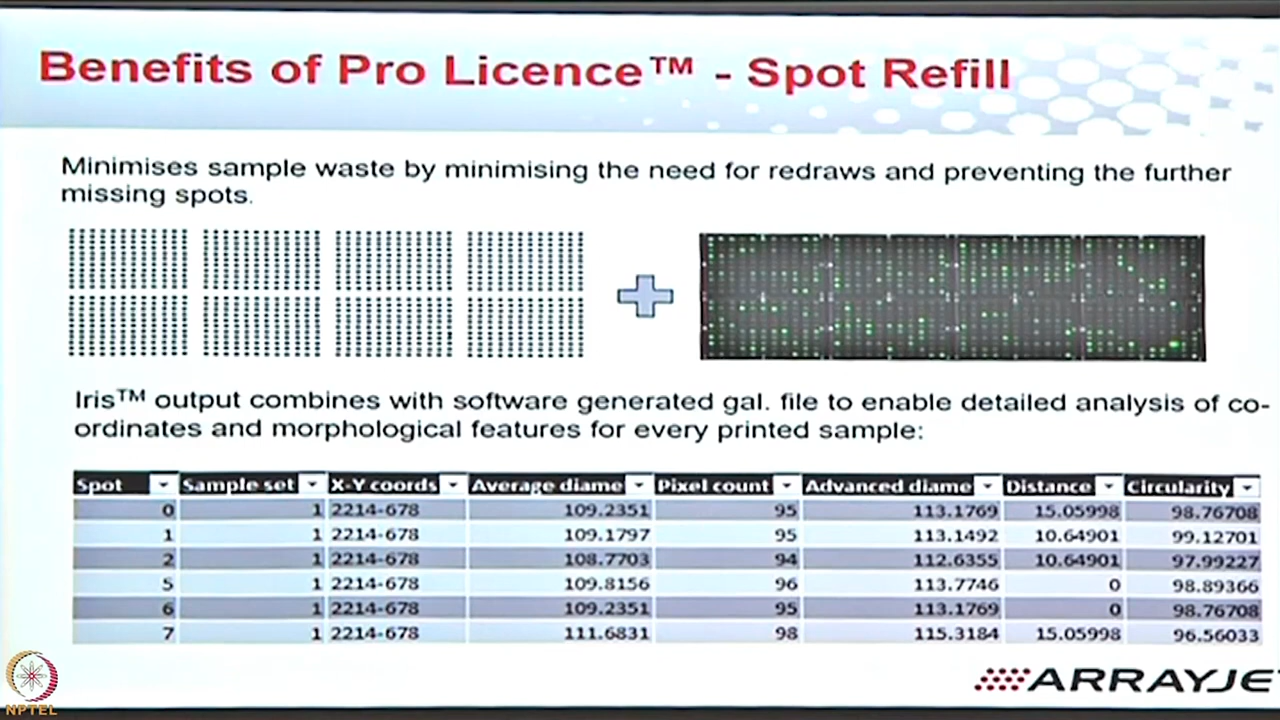 Benefits of Pro Licence™ - Spot Refill
Minimises sample waste by minimising the need for redraws and preventing the further
missing spots.
Iris™ output combines with software generated gal. file to enable detailed analysis of co-
ordinates and morphological features for every printed sample:
Spot Sample set X-Y coords Average diame Pixel count Advanced diame Distance Circularity
0 1 2214-678 109.2351 95 113.1769 15.05998 98.76708
1 1 2214-678 109.1797 95 113.1492 10.64901 99.12701
2 1 2214-678 108.7703 94 112.6355 10.64901 97.99227
5 1 2214-678 109.8156 96 113.7746 0 98.89366
6 1 2214-678 109.2351 95 113.1769 0 98.76708
7 1 2214-678 111.6831 98 115.3184 15.05998 96.56033
ARRAYJE
NPTEL